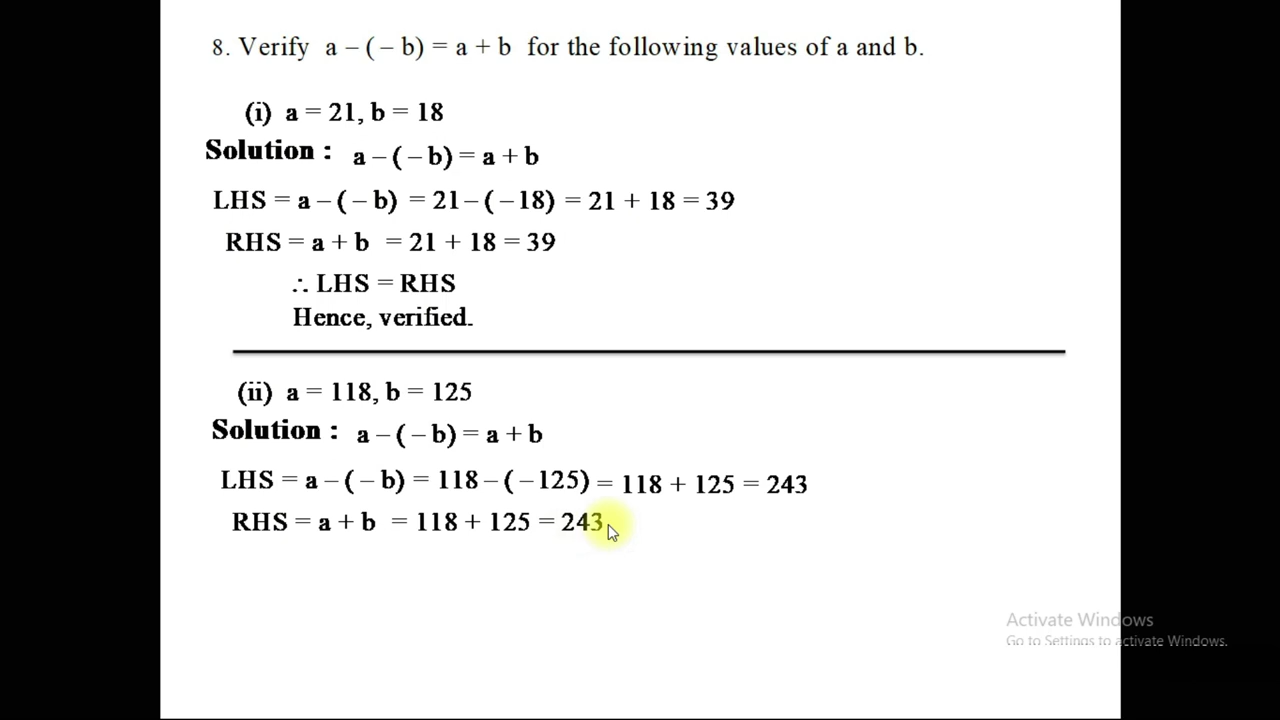 8. Verify a – ( – b) = a + b for the following values of a and b.
(i) a = 21, b = 18
Solution : a – ( – b) = a + b
LHS = a – ( – b) = 21 – ( – 18) = 21 + 18 = 39
RHS = a + b = 21 + 18 = 39
∴ LHS = RHS
Hence, verified.
(ii) a = 118, b = 125
Solution : a – ( – b) = a + b
LHS = a – ( – b) = 118 – ( – 125) = 118 + 125 = 243
RHS = a + b = 118 + 125 = 243
Activate Windows
Go to Settings to activate Windows.